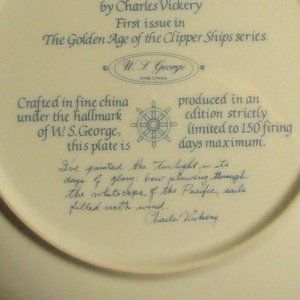 by Charles Vickery
First issue in
The Golden Age of the Clipper Ships series.
W. S. George
FINE CHINA
Crafted in fine china produced in an
under the hallmark edition strictly
of W. S. George, limited to 150 firing
this plate is days maximum.
I've painted the twilight in its
days of glory: bow plowing through
the whitecaps of the Pacific, sails
filled with wind.
Charles Vickery